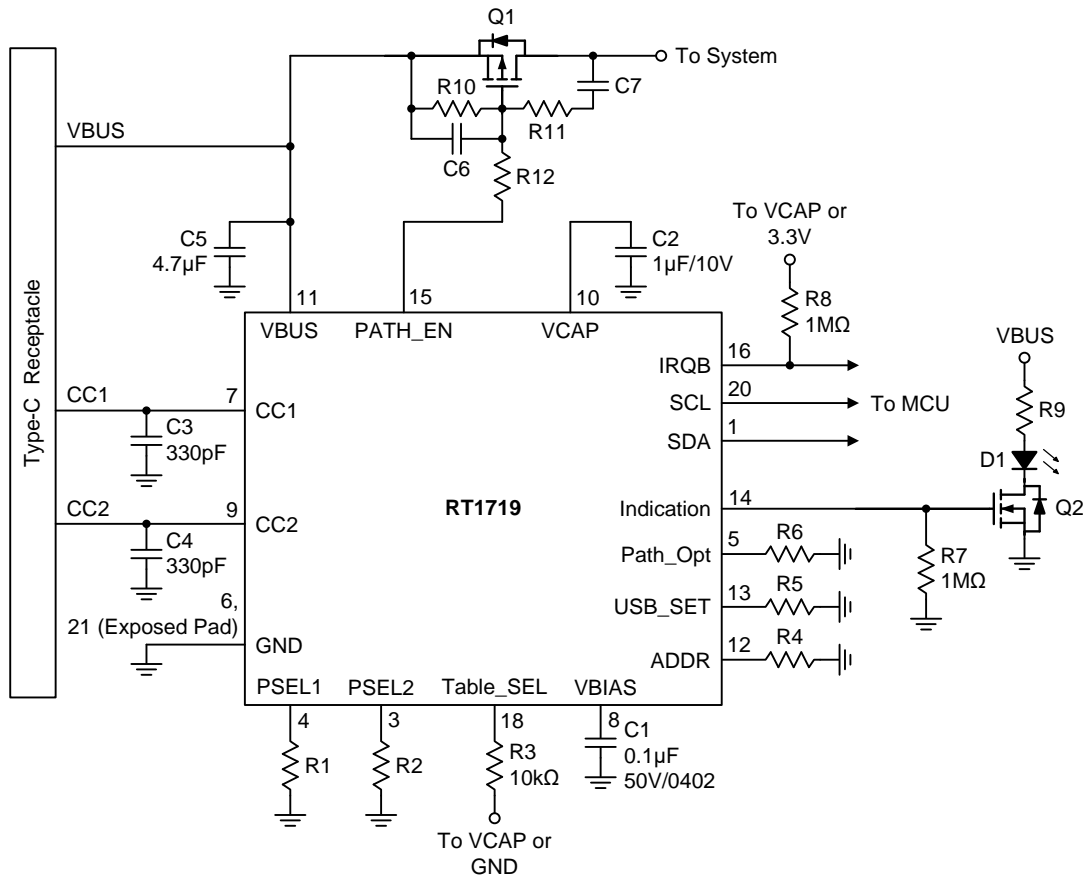 Q1
To System
R10
C7
R11
C6
VBUS
R12
To VCAP or
3.3V
C5
4.7µF
C2
1µF/10V
R8
1MΩ
11
15
10
VBUS
PATH_EN
VCAP
Type-C Receptacle
VBUS
R9
D1
Q2
IRQB
16
SCL
20
To MCU
SDA
1
CC1
7
CC1
C3
330pF
CC2
9
CC2
C4
330pF
RT1719
Indication
14
R7
1MΩ
Path_Opt
5
R6
USB_SET
13
R5
ADDR
12
R4
6,
21 (Exposed Pad)
GND
PSEL1
PSEL2
Table_SEL
VBIAS
4
3
18
8
R1
R2
R3
10kΩ
C1
0.1µF
50V/0402
To VCAP or
GND